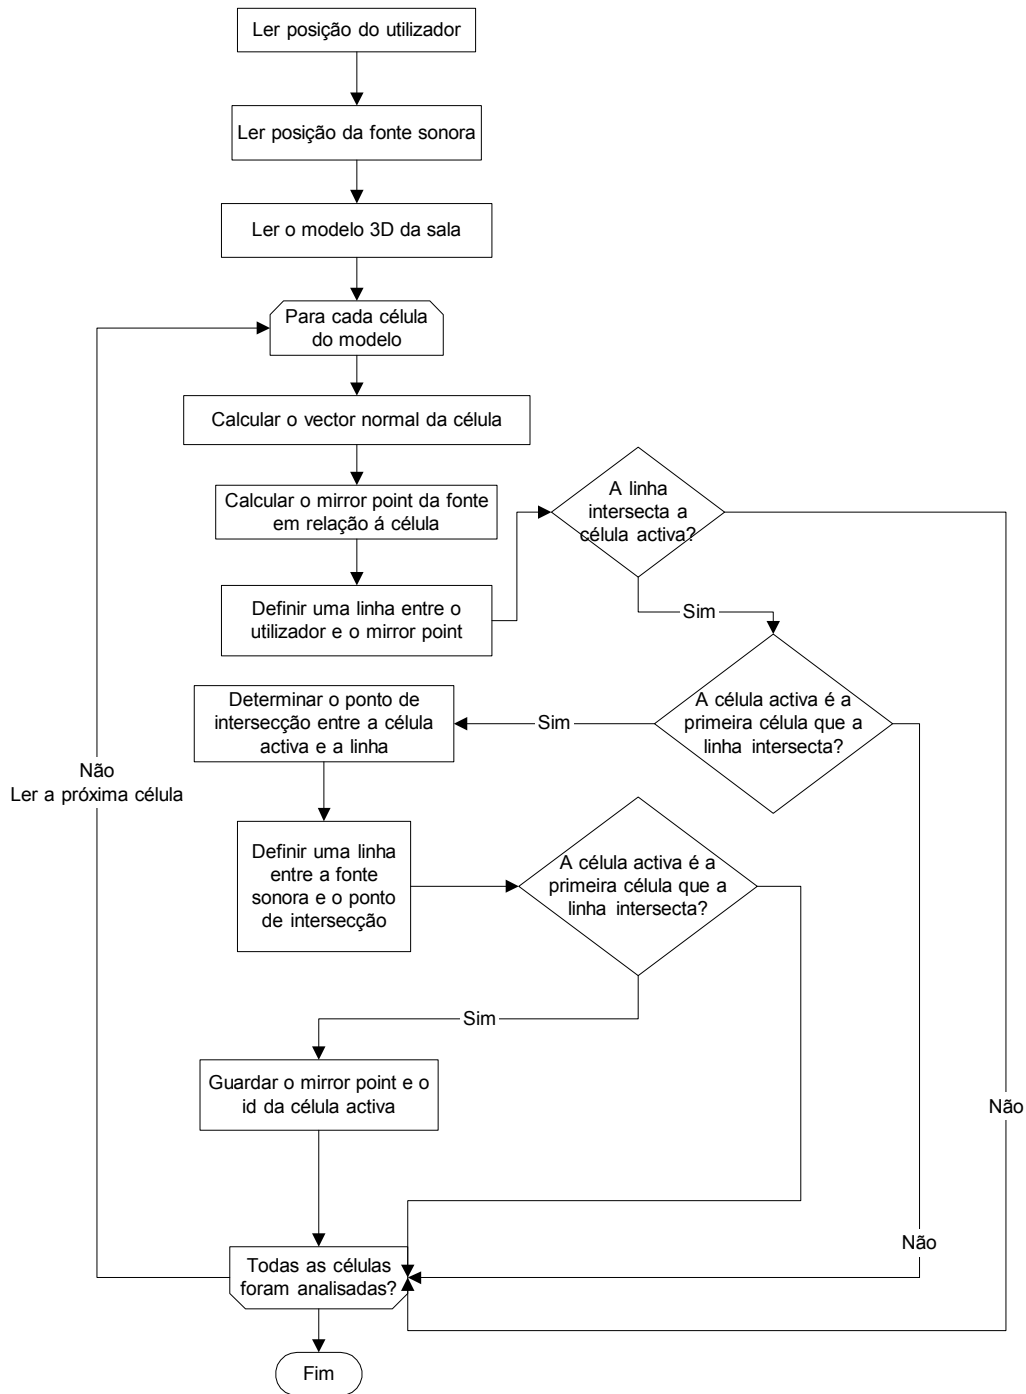 Ler posição do utilizador
Ler posição da fonte sonora
Ler o modelo 3D da sala
Para cada célula
do modelo
Calcular o vector normal da célula
Calcular o mirror point da fonte
em relação á célula
Definir uma linha entre o
utilizador e o mirror point
A linha
intersecta a
célula activa?
Sim
A célula activa é a
primeira célula que a
linha intersecta?
Sim
Determinar o ponto de
intersecção entre a célula
activa e a linha
Não
Ler a próxima célula
Definir uma linha
entre a fonte
sonora e o ponto
de intersecção
A célula activa é a
primeira célula que a
linha intersecta?
Sim
Guardar o mirror point e o
id da célula activa
Não
Não
Todas as células
foram analisadas?
Fim